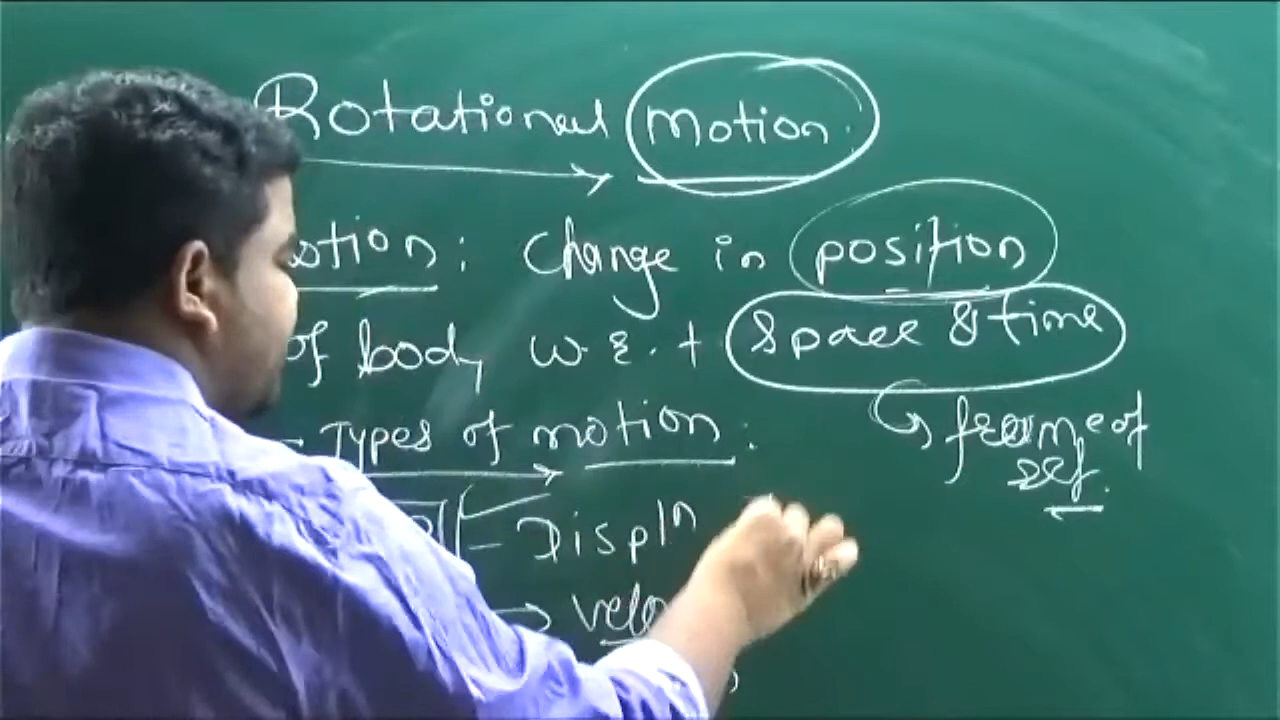 Rotational motion
otion: Change in position
of body w.r.t space & time
frame of
ref.
Types of motion:
- Displn
→ velo